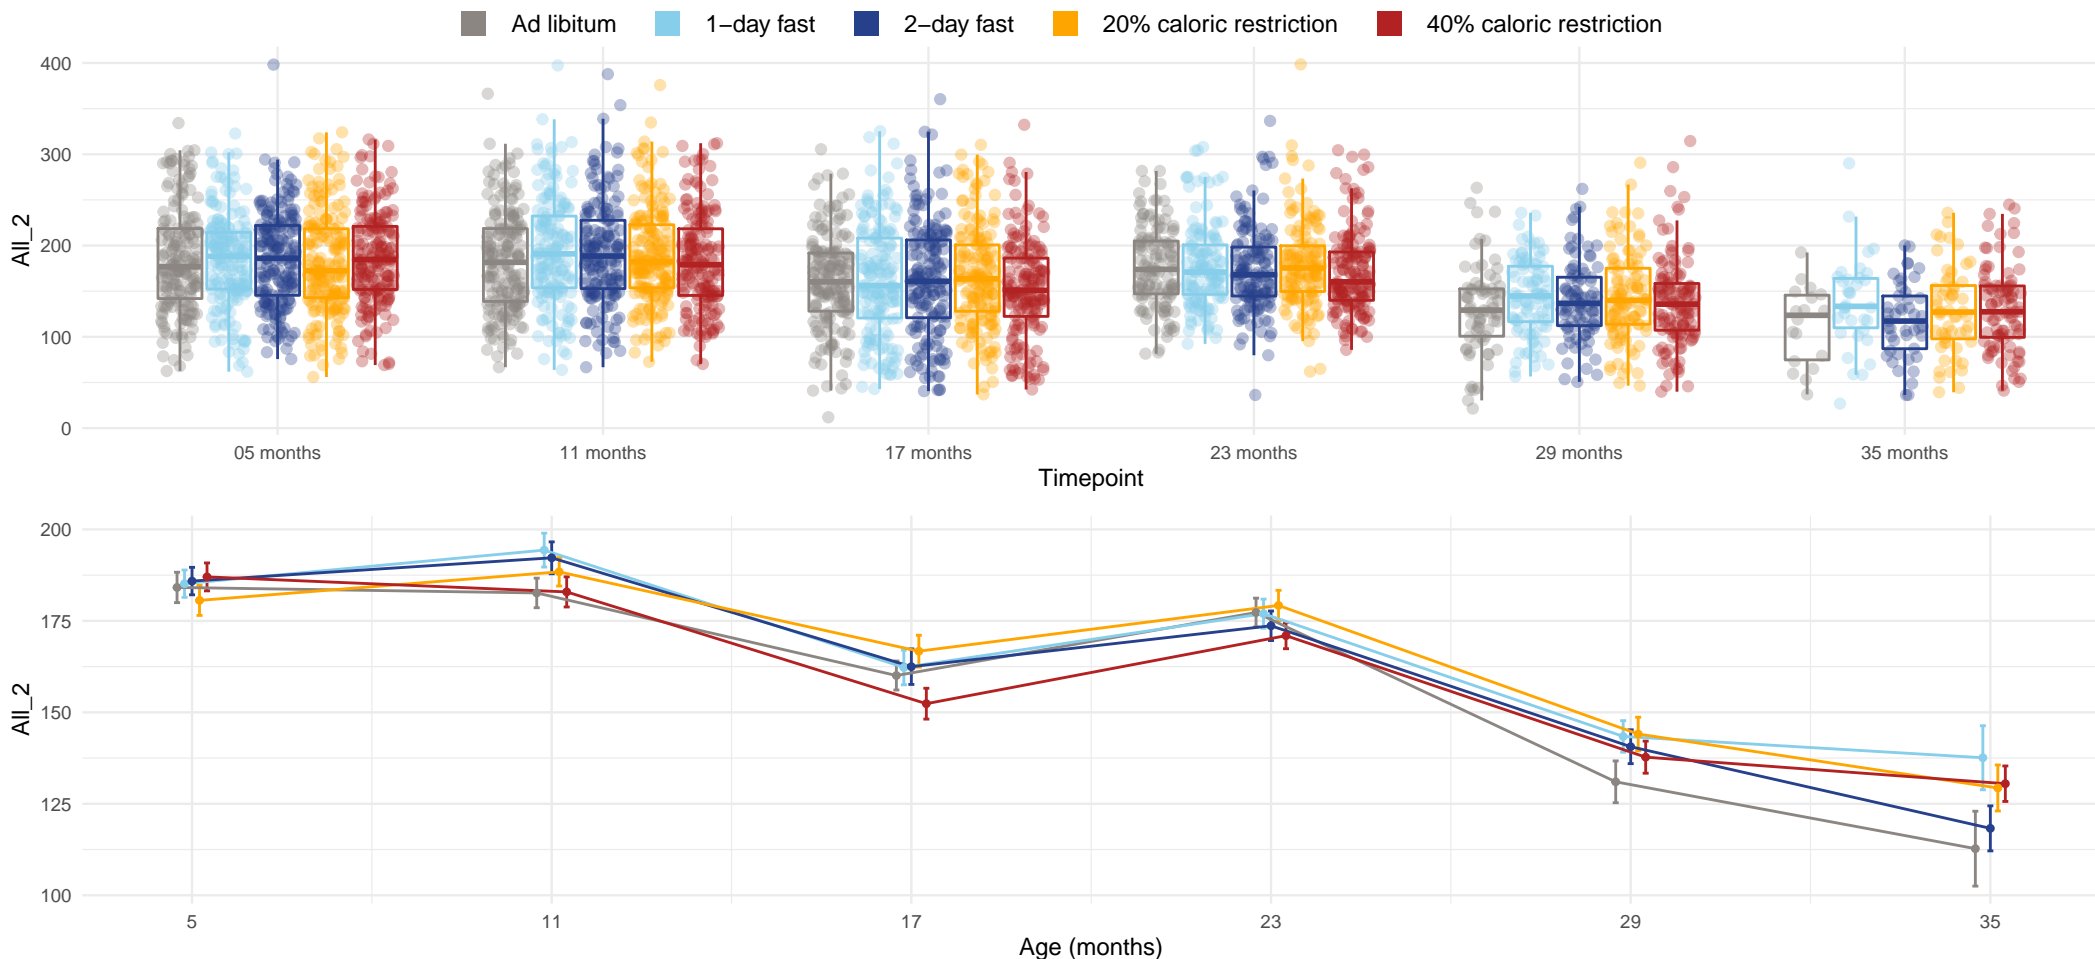 Ad libitum 1−day fast 2−day fast 20% caloric restriction 40% caloric restriction
400
300
200
100
0
All_2
05 months 11 months 17 months 23 months 29 months 35 months
Timepoint
200
175
150
125
100
All_2
5 11 17 23 29 35
Age (months)